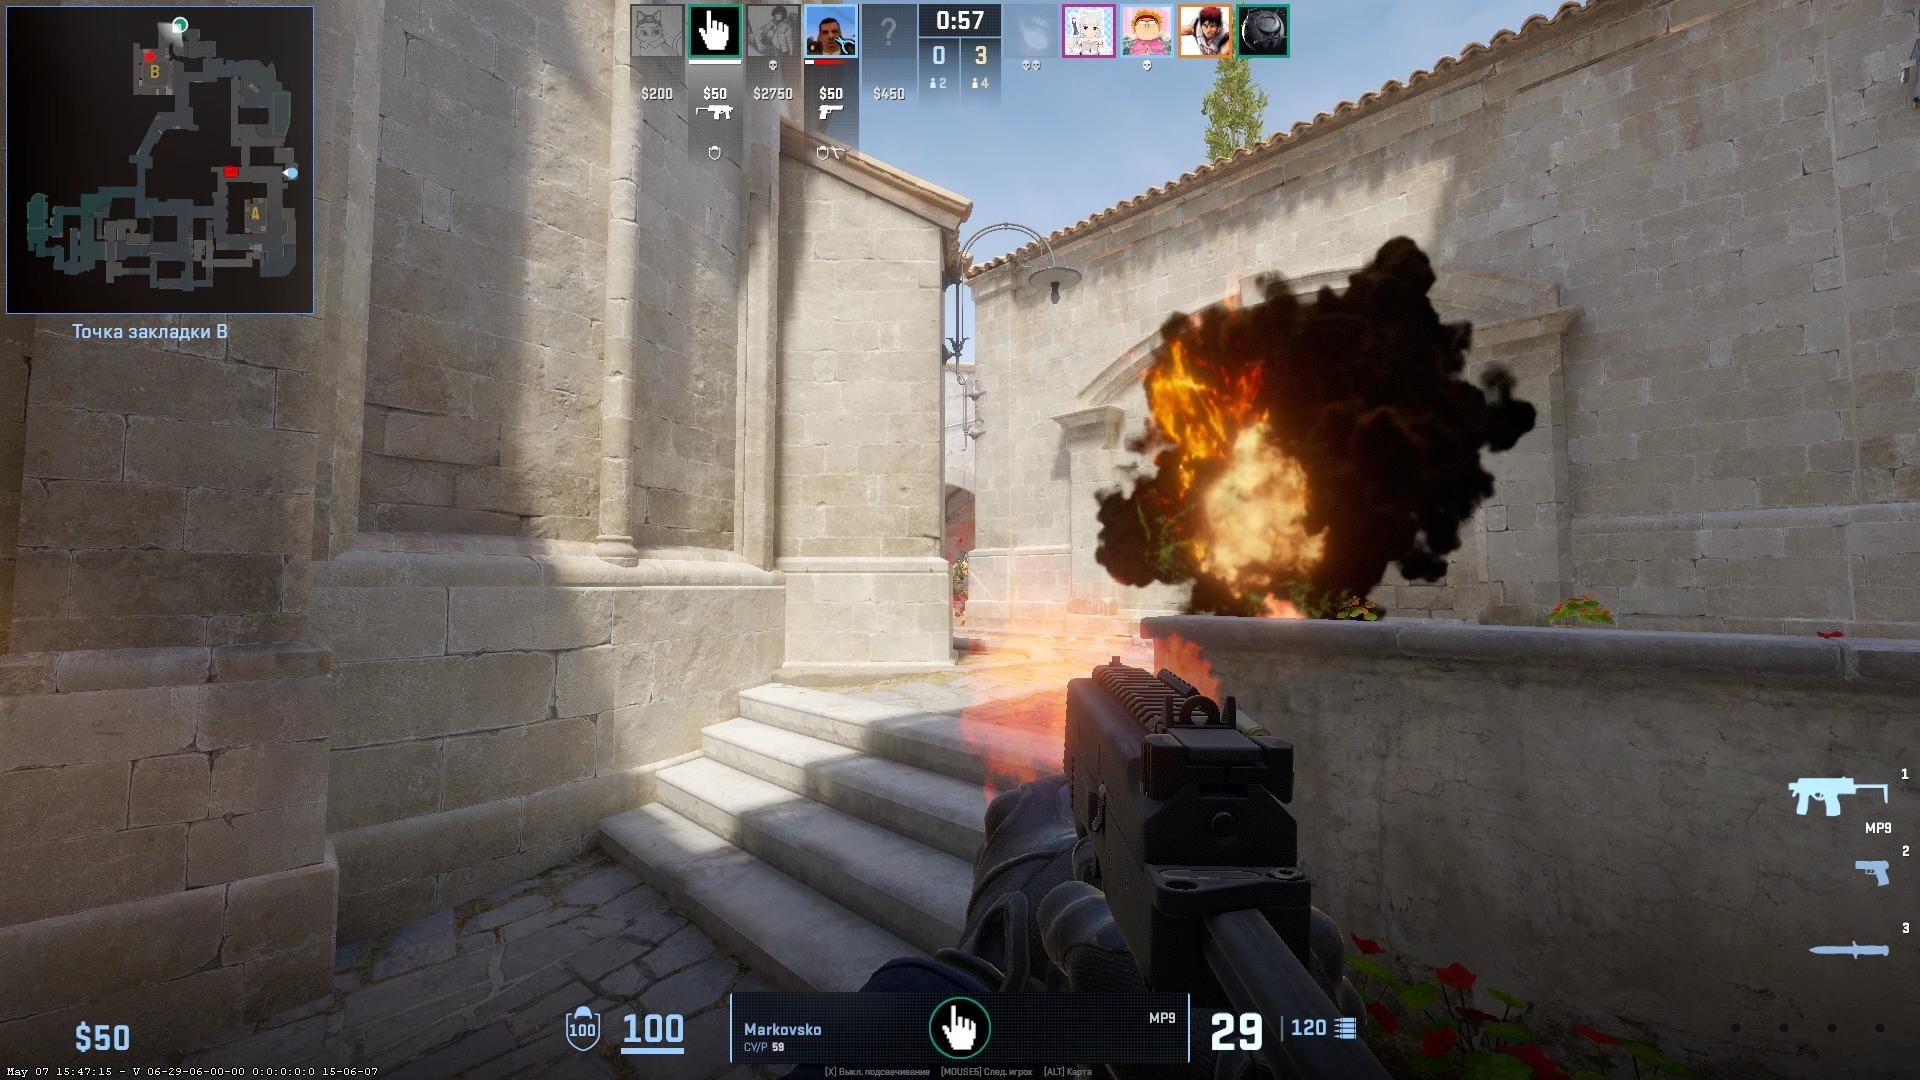 B
A
Точка закладки B
$200
$50
$2750
$50
?
$450
0:57
0
3
2
4
1
MP9
2
3
$50
100
100
Markovsko
СУ/Р 59
MP9
29
120
[X] Выкл. подсвечивание [MOUSE5] След. игрок [ALT] Карта
May 07 15:47:15 - V 06-29-06-00-00 0:0:0:0:0 15-06-07